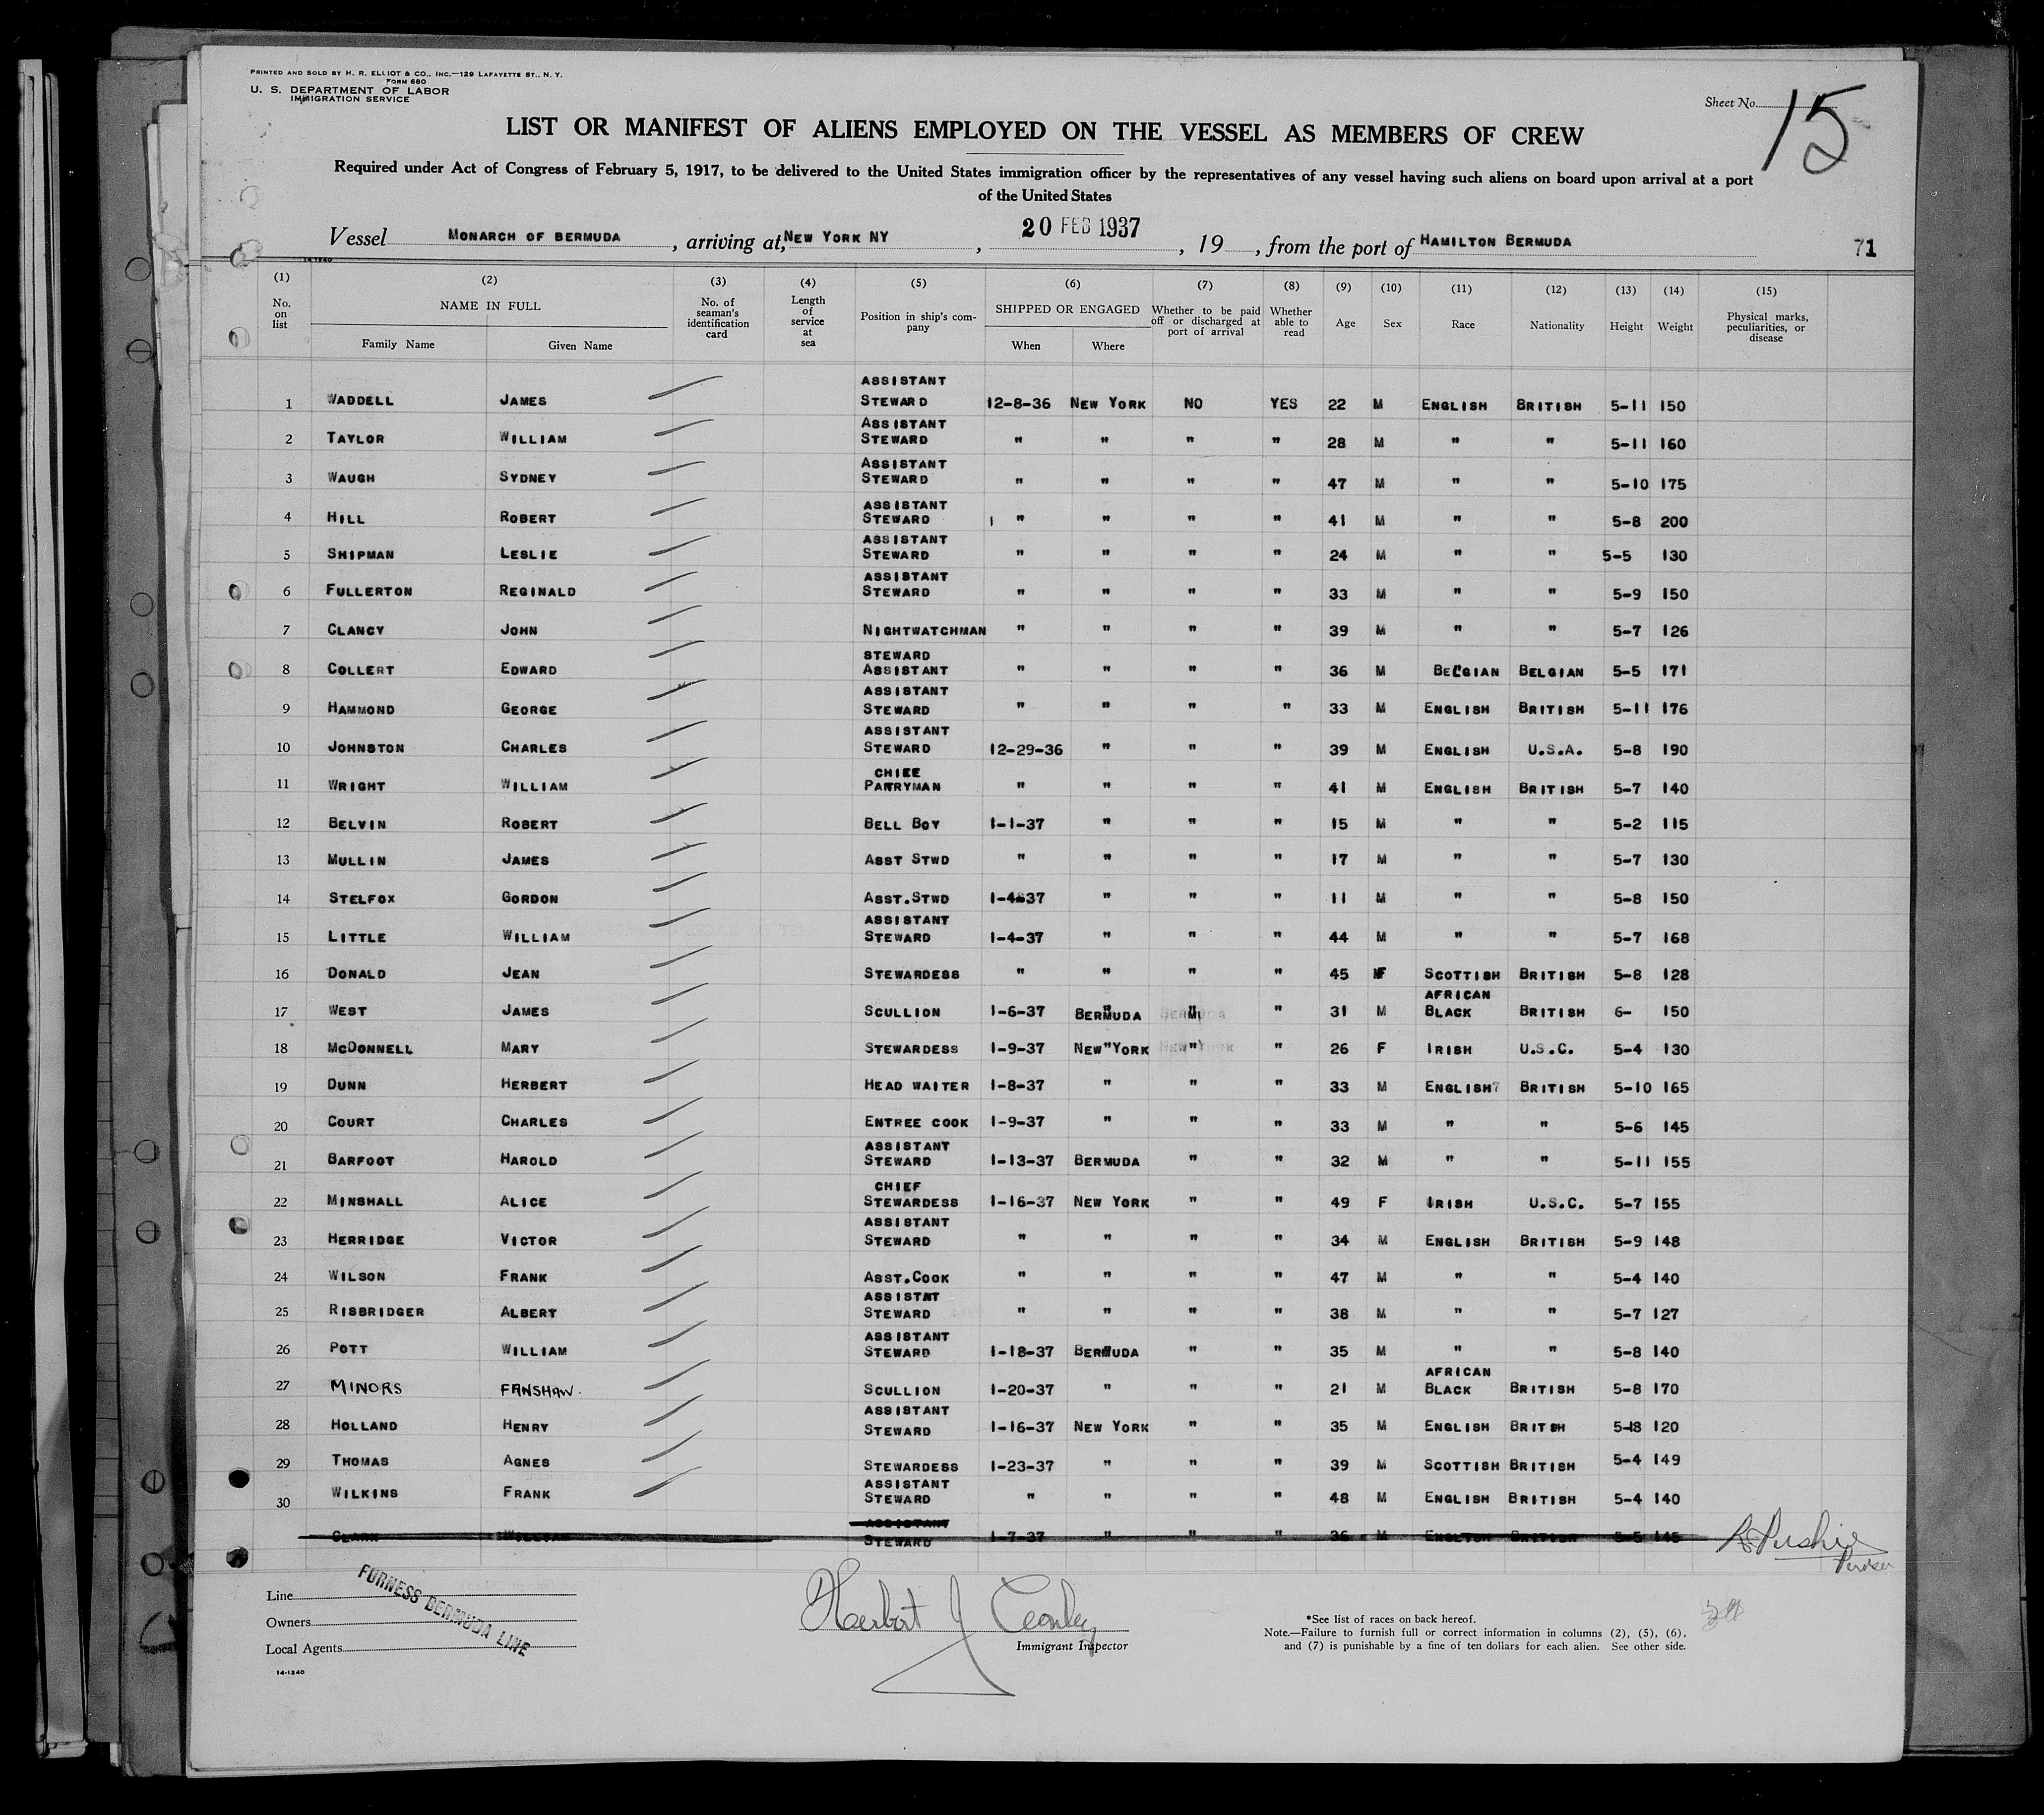 PRINTED AND SOLD BY H. R. ELLIOT & CO., INC.—129 LAFAYETTE ST., N. Y.
FORM 680
U. S. DEPARTMENT OF LABOR
IMMIGRATION SERVICE
Sheet No. 15
LIST OR MANIFEST OF ALIENS EMPLOYED ON THE VESSEL AS MEMBERS OF CREW
Required under Act of Congress of February 5, 1917, to be delivered to the United States immigration officer by the representatives of any vessel having such aliens on board upon arrival at a port
of the United States
Vessel MONARCH OF BERMUDA , arriving at, NEW YORK NY , 20 FEB 1937 , 19 , from the port of HAMILTON BERMUDA 71
14-1240
(1) No. on list (2) NAME IN FULL Family Name Given Name (3) No. of seaman's identification card (4) Length of service at sea (5) Position in ship's company (6) SHIPPED OR ENGAGED When Where (7) Whether to be paid off or discharged at port of arrival (8) Whether able to read (9) Age (10) Sex (11) Race (12) Nationality (13) Height (14) Weight (15) Physical marks, peculiarities, or disease
1 WADDELL JAMES ASSISTANT STEWARD 12-8-36 NEW YORK NO YES 22 M ENGLISH BRITISH 5-11 150
2 TAYLOR WILLIAM ASSISTANT STEWARD " " " " 28 M " " 5-11 160
3 WAUGH SYDNEY ASSISTANT STEWARD " " " " 47 M " " 5-10 175
4 HILL ROBERT ASSISTANT STEWARD " " " " 41 M " " 5-8 200
5 SHIPMAN LESLIE ASSISTANT STEWARD " " " " 24 M " " 5-5 130
6 FULLERTON REGINALD ASSISTANT STEWARD " " " " 33 M " " 5-9 150
7 CLANCY JOHN NIGHTWATCHMAN " " " " 39 M " " 5-7 126
8 COLLERT EDWARD STEWARD ASSISTANT " " " " 36 M BELGIAN BELGIAN 5-5 171
9 HAMMOND GEORGE ASSISTANT STEWARD " " " " 33 M ENGLISH BRITISH 5-11 176
10 JOHNSTON CHARLES ASSISTANT STEWARD 12-29-36 " " " 39 M ENGLISH U.S.A. 5-8 190
11 WRIGHT WILLIAM CHIEE PANRYMAN " " " " 41 M ENGLISH BRITISH 5-7 140
12 BELVIN ROBERT BELL BOY 1-1-37 " " " 15 M " " 5-2 115
13 MULLIN JAMES ASST STWD " " " " 17 M " " 5-7 130
14 STELFOX GORDON ASST.STWD 1-4-37 " " " 11 M " " 5-8 150
15 LITTLE WILLIAM ASSISTANT STEWARD 1-4-37 " " " 44 M " " 5-7 168
16 DONALD JEAN STEWARDESS " " " " 45 F SCOTTISH BRITISH 5-8 128
17 WEST JAMES SCULLION 1-6-37 BERMUDA " " 31 M AFRICAN BLACK BRITISH 6- 150
18 MCDONNELL MARY STEWARDESS 1-9-37 NEW YORK " " 26 F IRISH U.S.C. 5-4 130
19 DUNN HERBERT HEAD WAITER 1-8-37 " " " 33 M ENGLISH BRITISH 5-10 165
20 COURT CHARLES ENTREE COOK 1-9-37 " " " 33 M " " 5-6 145
21 BARFOOT HAROLD ASSISTANT STEWARD 1-13-37 BERMUDA " " 32 M " " 5-11 155
22 MINSHALL ALICE CHIEF STEWARDESS 1-16-37 NEW YORK " " 49 F IRISH U.S.C. 5-7 155
23 HERRIDGE VICTOR ASSISTANT STEWARD " " " " 34 M ENGLISH BRITISH 5-9 148
24 WILSON FRANK ASST.COOK " " " " 47 M " " 5-4 140
25 RISBRIDGER ALBERT ASSISTNT STEWARD " " " " 38 M " " 5-7 127
26 POTT WILLIAM ASSISTANT STEWARD 1-18-37 BERMUDA " " 35 M " " 5-8 140
27 MINORS FANSHAW. SCULLION 1-20-37 " " " 21 M AFRICAN BLACK BRITISH 5-8 170
28 HOLLAND HENRY ASSISTANT STEWARD 1-16-37 NEW YORK " " 35 M ENGLISH BRITSH 5-8 120
29 THOMAS AGNES STEWARDESS 1-23-37 " " " 39 M SCOTTISH BRITISH 5-4 149
30 WILKINS FRANK ASSISTANT STEWARD " " " " 48 M ENGLISH BRITISH 5-4 140
CLARK WILLIAM ASSISTANT STEWARD 1-7-37 " " " 36 M ENGLISH BRITISH 5-5 145
Purser
Line
Owners
Local Agents
FURNESS BERMUDA LINE
14-1240
Herbert J
Immigrant Inspector
*See list of races on back hereof.
Note.—Failure to furnish full or correct information in columns (2), (5), (6),
and (7) is punishable by a fine of ten dollars for each alien. See other side.